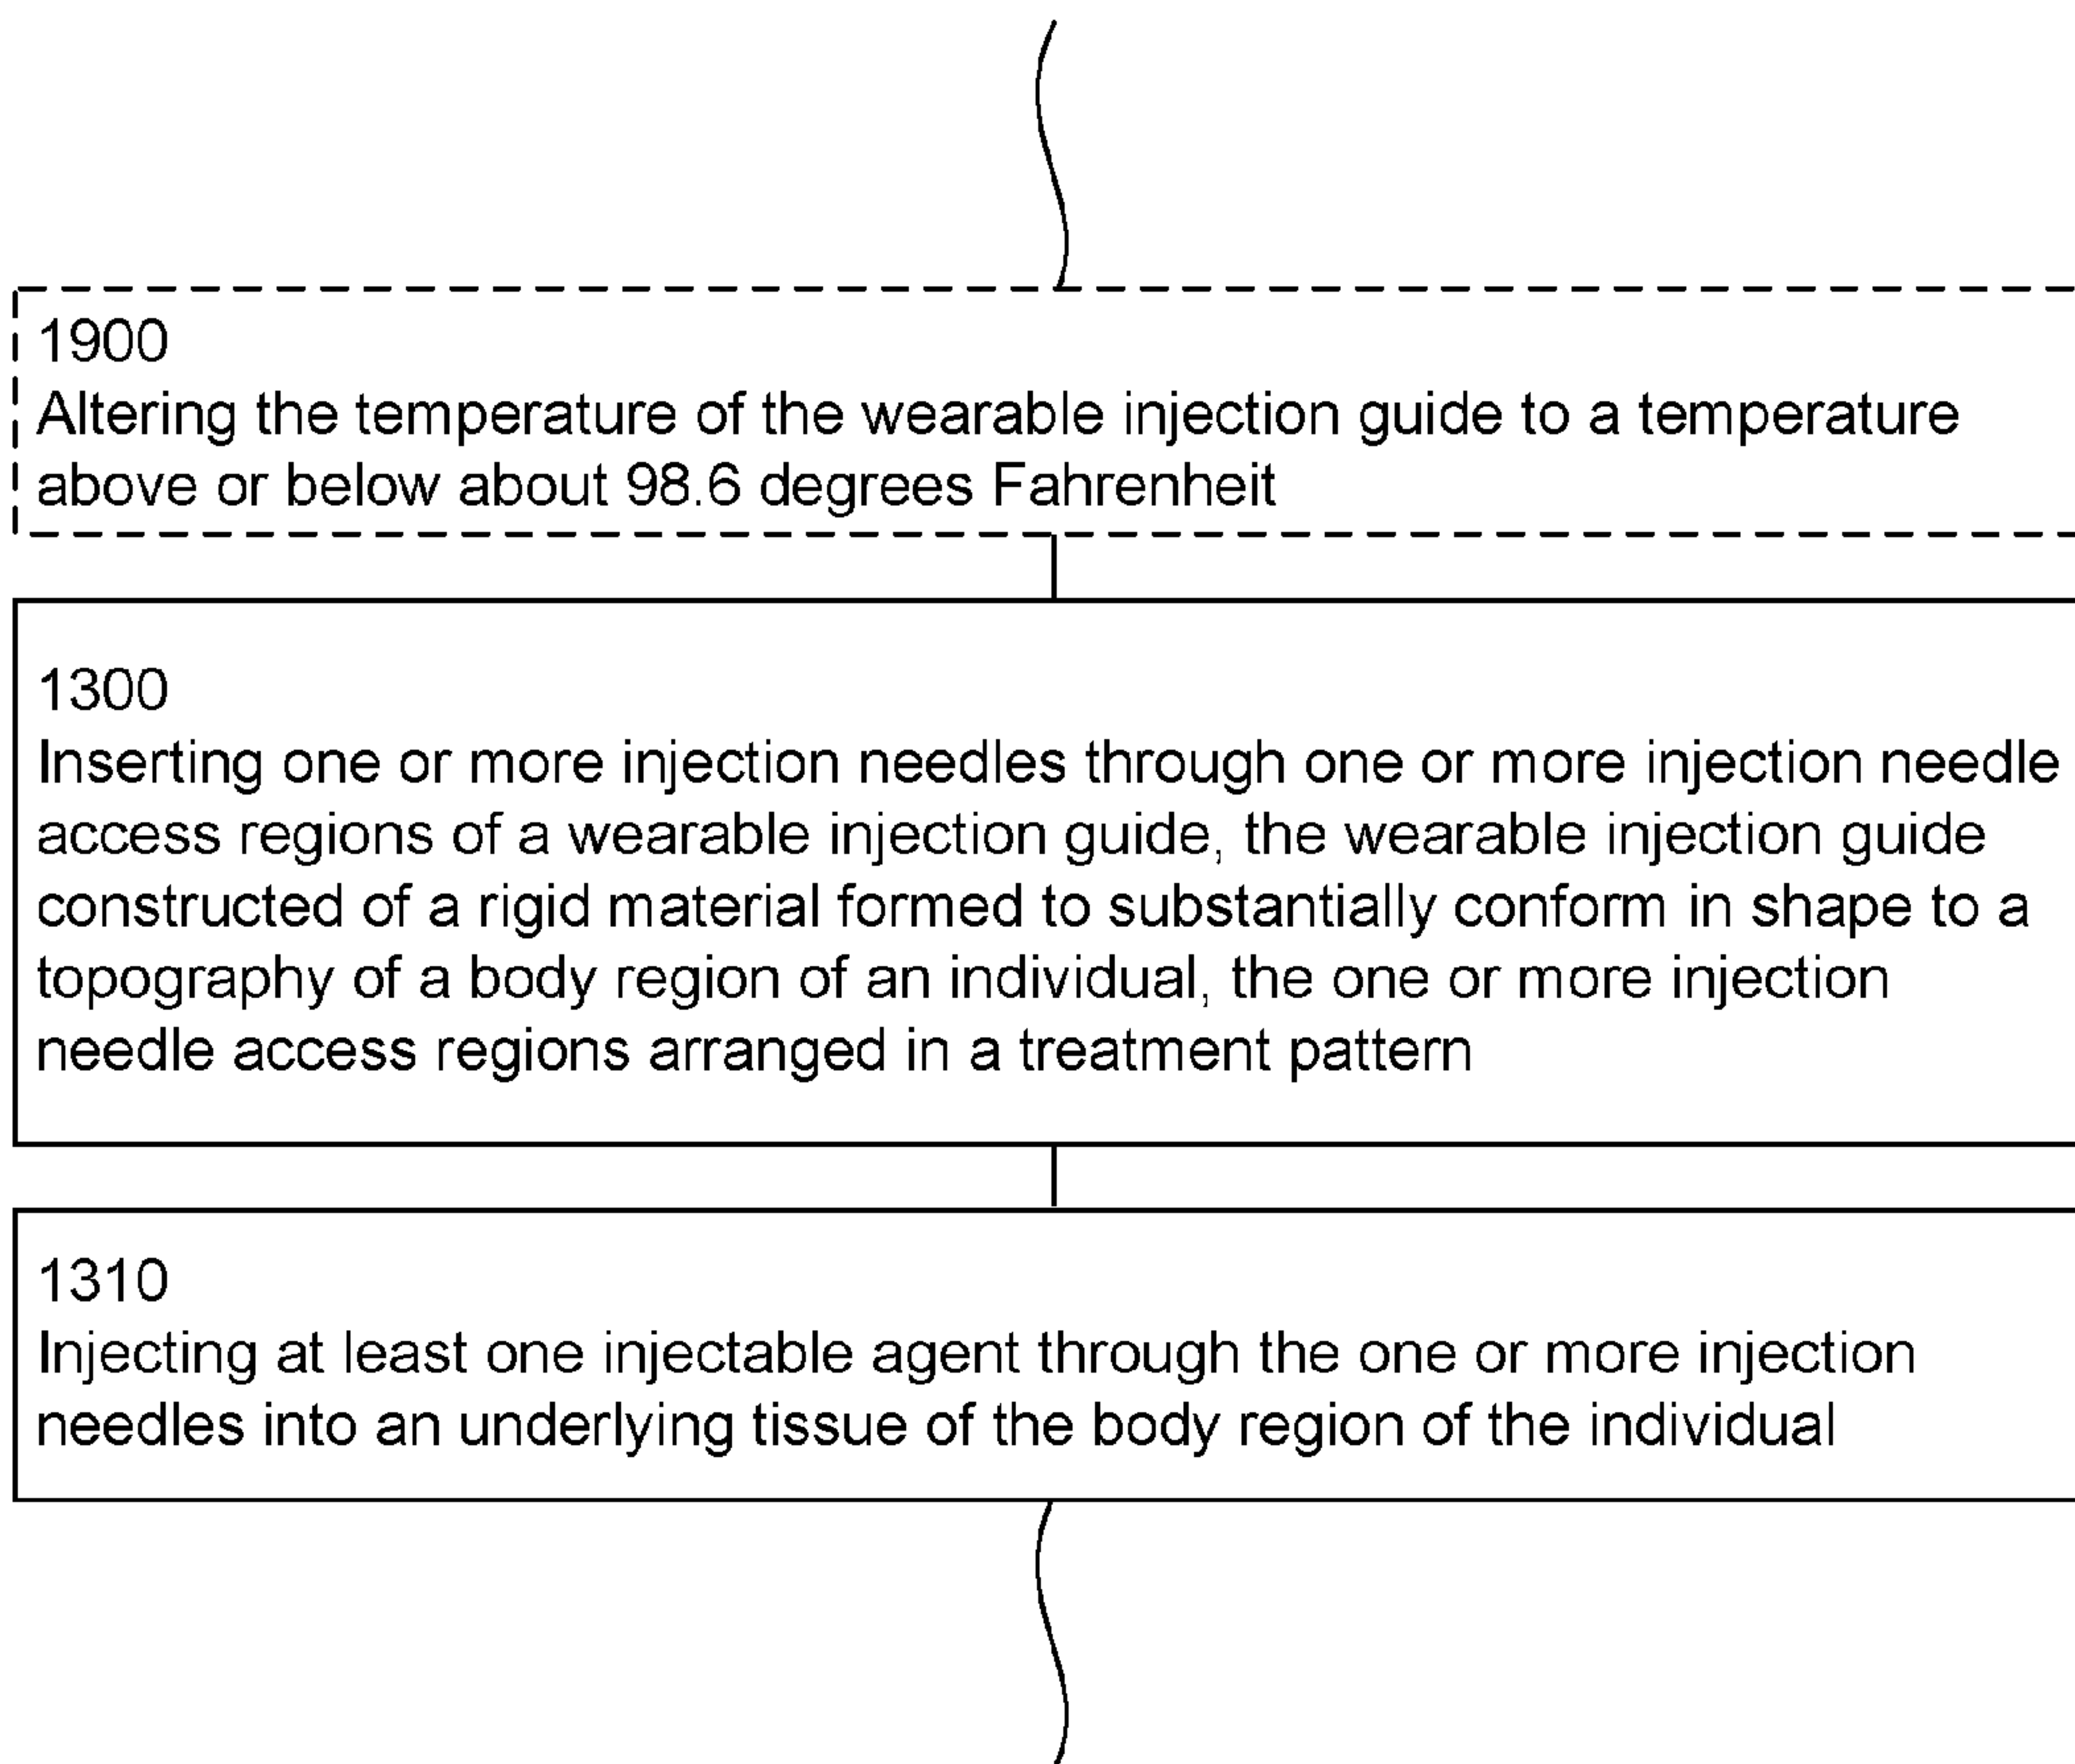 1900
Altering the temperature of the wearable injection guide to a temperature
above or below about 98.6 degrees Fahrenheit
1300
Inserting one or more injection needles through one or more injection needle
access regions of a wearable injection guide, the wearable injection guide
constructed of a rigid material formed to substantially conform in shape to a
topography of a body region of an individual, the one or more injection
needle access regions arranged in a treatment pattern
1310
Injecting at least one injectable agent through the one or more injection
needles into an underlying tissue of the body region of the individual